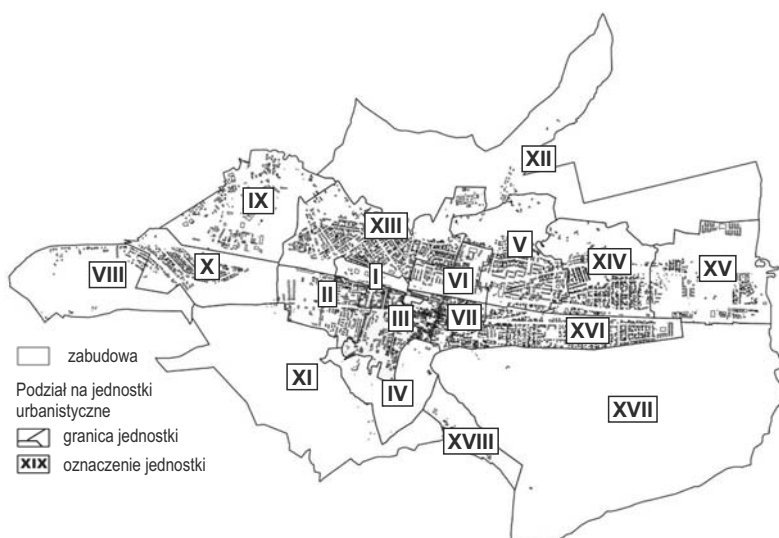 XII
IX
XIII
V
XIV
XV
VIII
X
I
VI
II
III
VII
XVI
XI
IV
XVII
XVIII
zabudowa
Podział na jednostki
urbanistyczne
granica jednostki
XIX oznaczenie jednostki